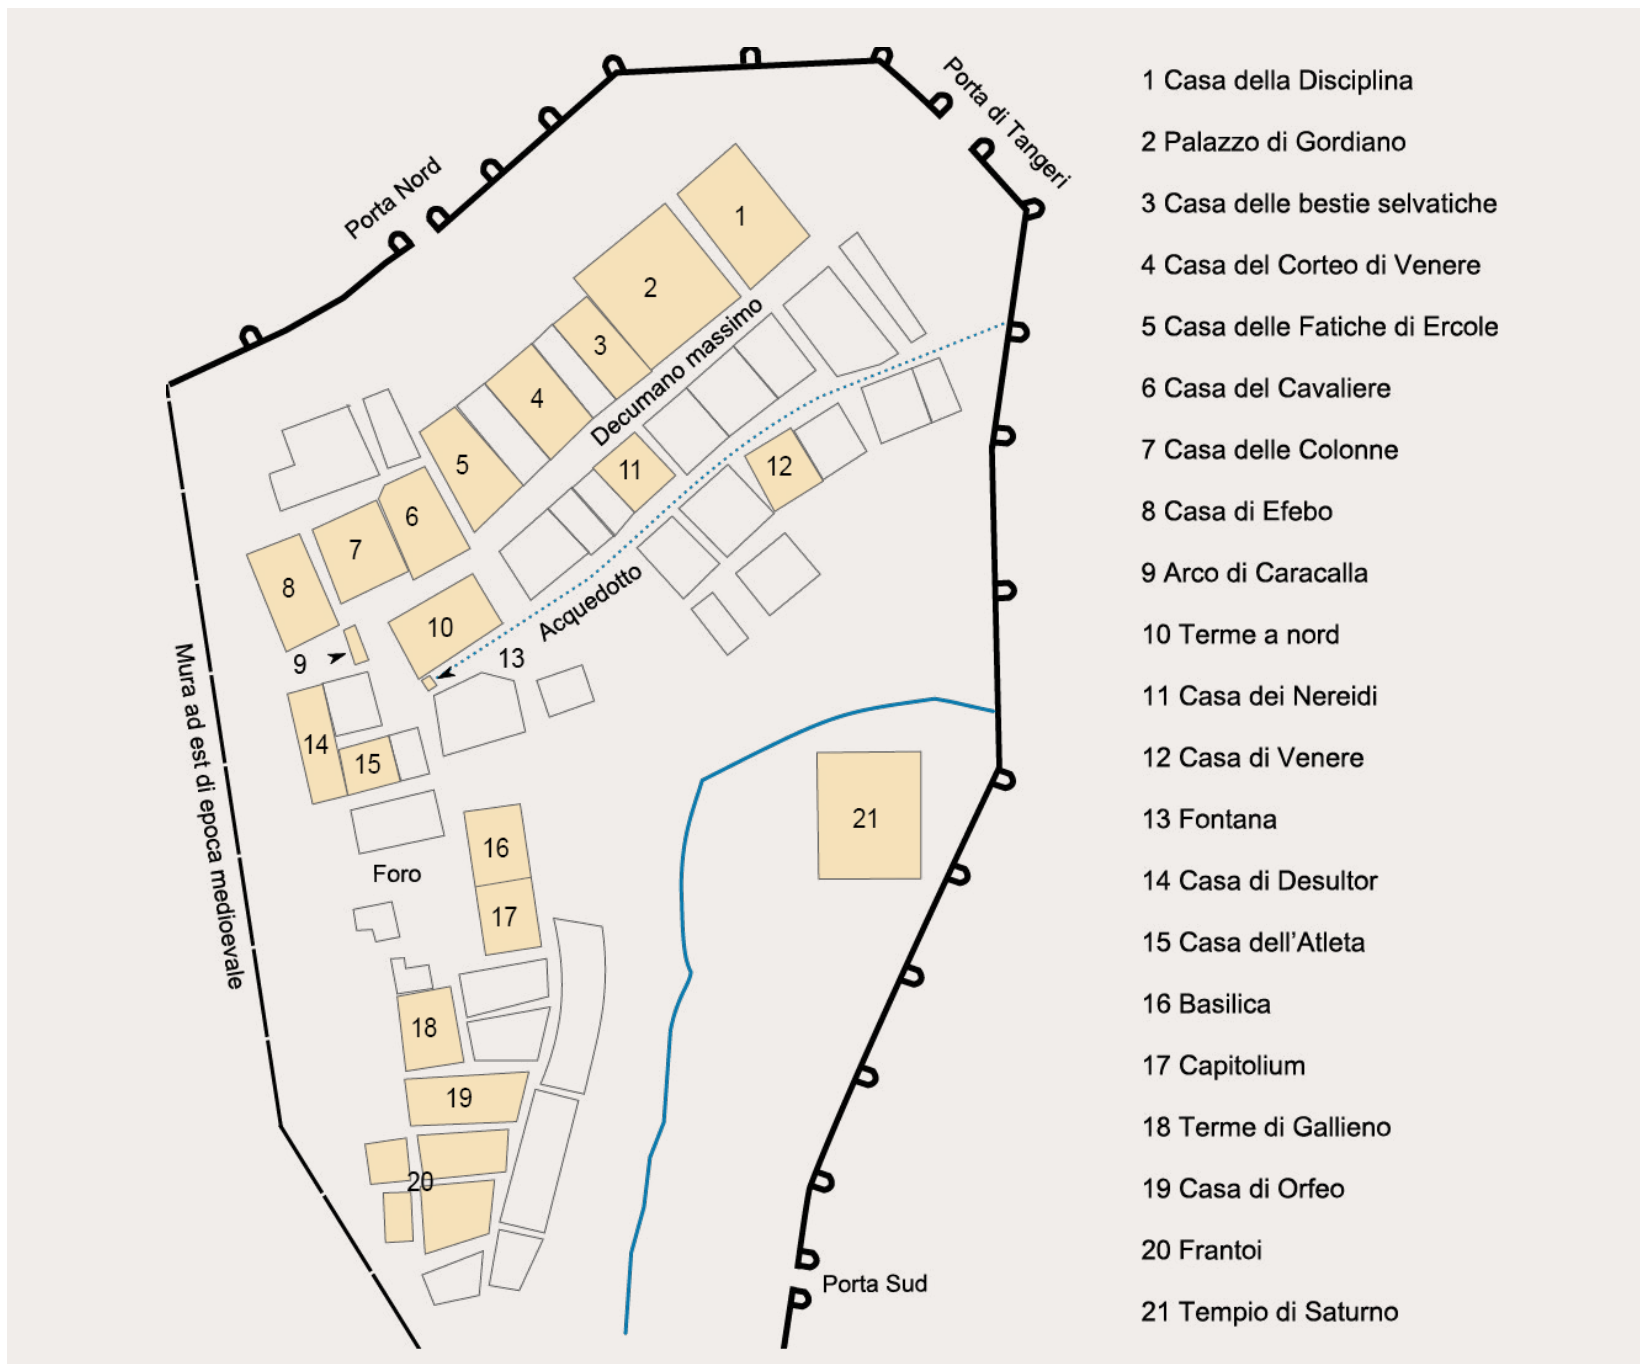 Porta Nord
Porta di Tangeri
1
2
3
4
5
6
7
8
9
10
11
12
13
14
15
16
17
18
19
20
21
Decumano massimo
Acquedotto
Mura ad est di epoca medioevale
Foro
Porta Sud
1 Casa della Disciplina
2 Palazzo di Gordiano
3 Casa delle bestie selvatiche
4 Casa del Corteo di Venere
5 Casa delle Fatiche di Ercole
6 Casa del Cavaliere
7 Casa delle Colonne
8 Casa di Efebo
9 Arco di Caracalla
10 Terme a nord
11 Casa dei Nereidi
12 Casa di Venere
13 Fontana
14 Casa di Desultor
15 Casa dell’Atleta
16 Basilica
17 Capitolium
18 Terme di Gallieno
19 Casa di Orfeo
20 Frantoi
21 Tempio di Saturno